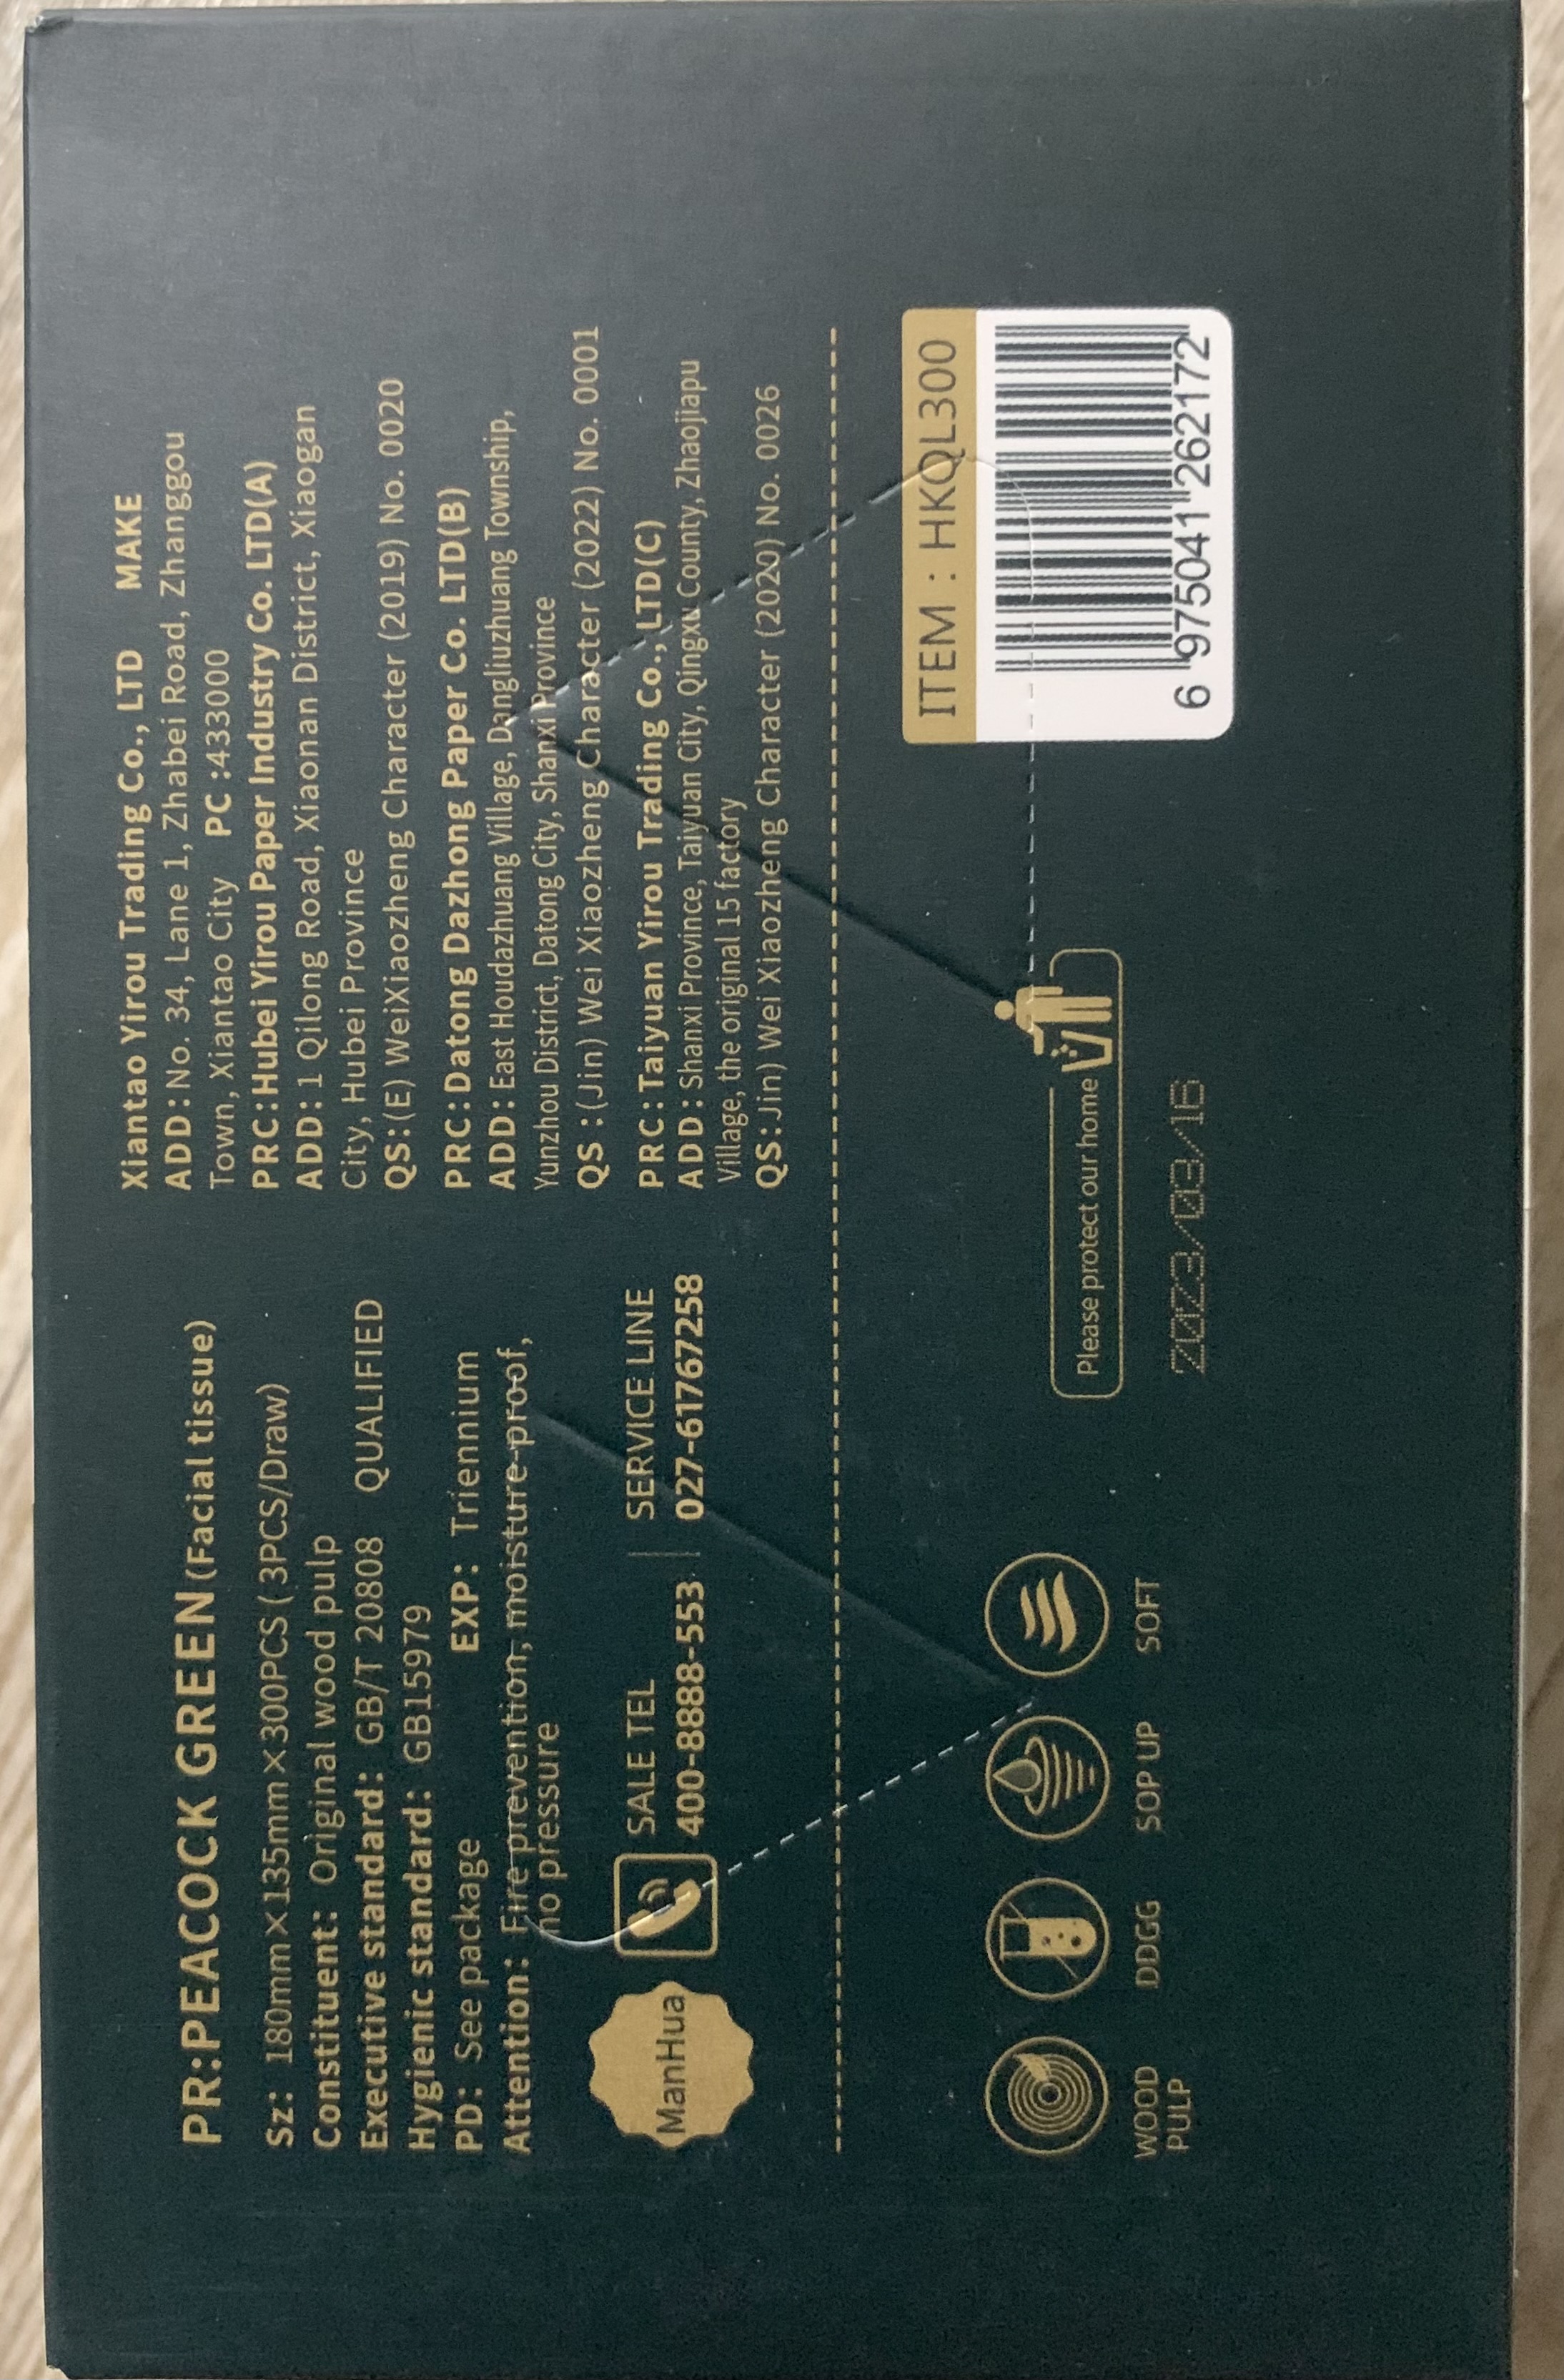 PR:PEACOCK GREEN(Facial tissue)
Sz: 180mm×135mm×300PCS(3PCS/Draw)
Constituent: Original wood pulp
Executive standard: GB/T 20808 QUALIFIED
Hygienic standard: GB15979
PD: See package EXP: Triennium
Attention: Fire prevention, moisture-proof,
no pressure
ManHua
SALE TEL
400-8888-553
SERVICE LINE
027-61767258
Xiantao Yirou Trading Co., LTD MAKE
ADD:No. 34, Lane 1, Zhabei Road, Zhanggou
Town, Xiantao City PC:433000
PRC:Hubei Yirou Paper Industry Co. LTD(A)
ADD:1 Qilong Road, Xiaonan District, Xiaogan
City, Hubei Province
QS:(E) WeiXiaozheng Character (2019) No. 0020
PRC:Datong Dazhong Paper Co. LTD(B)
ADD:East Houdazhuang Village, Dangliuzhuang Township,
Yunzhou District, Datong City, Shanxi Province
QS:(Jin) Wei Xiaozheng Character (2022) No. 0001
PRC:Taiyuan Yirou Trading Co., LTD(C)
ADD:Shanxi Province, Taiyuan City, Qingxu County, Zhaojiapu
Village, the original 15 factory
QS:Jin) Wei Xiaozheng Character (2020) No. 0026
WOOD
PULP
DDGG
SOP UP
SOFT
Please protect our home
2023/03/16
ITEM : HKQL300
6 975041 262172